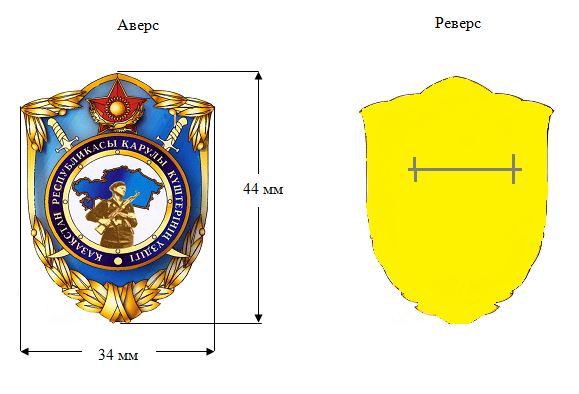 Аверс
Реверс
ҚАЗАҚСТАН РЕСПУБЛИКАСЫ ҚАРУЛЫ КҮШТЕРІНІҢ ҮЗДІГІ
44 мм
34 мм